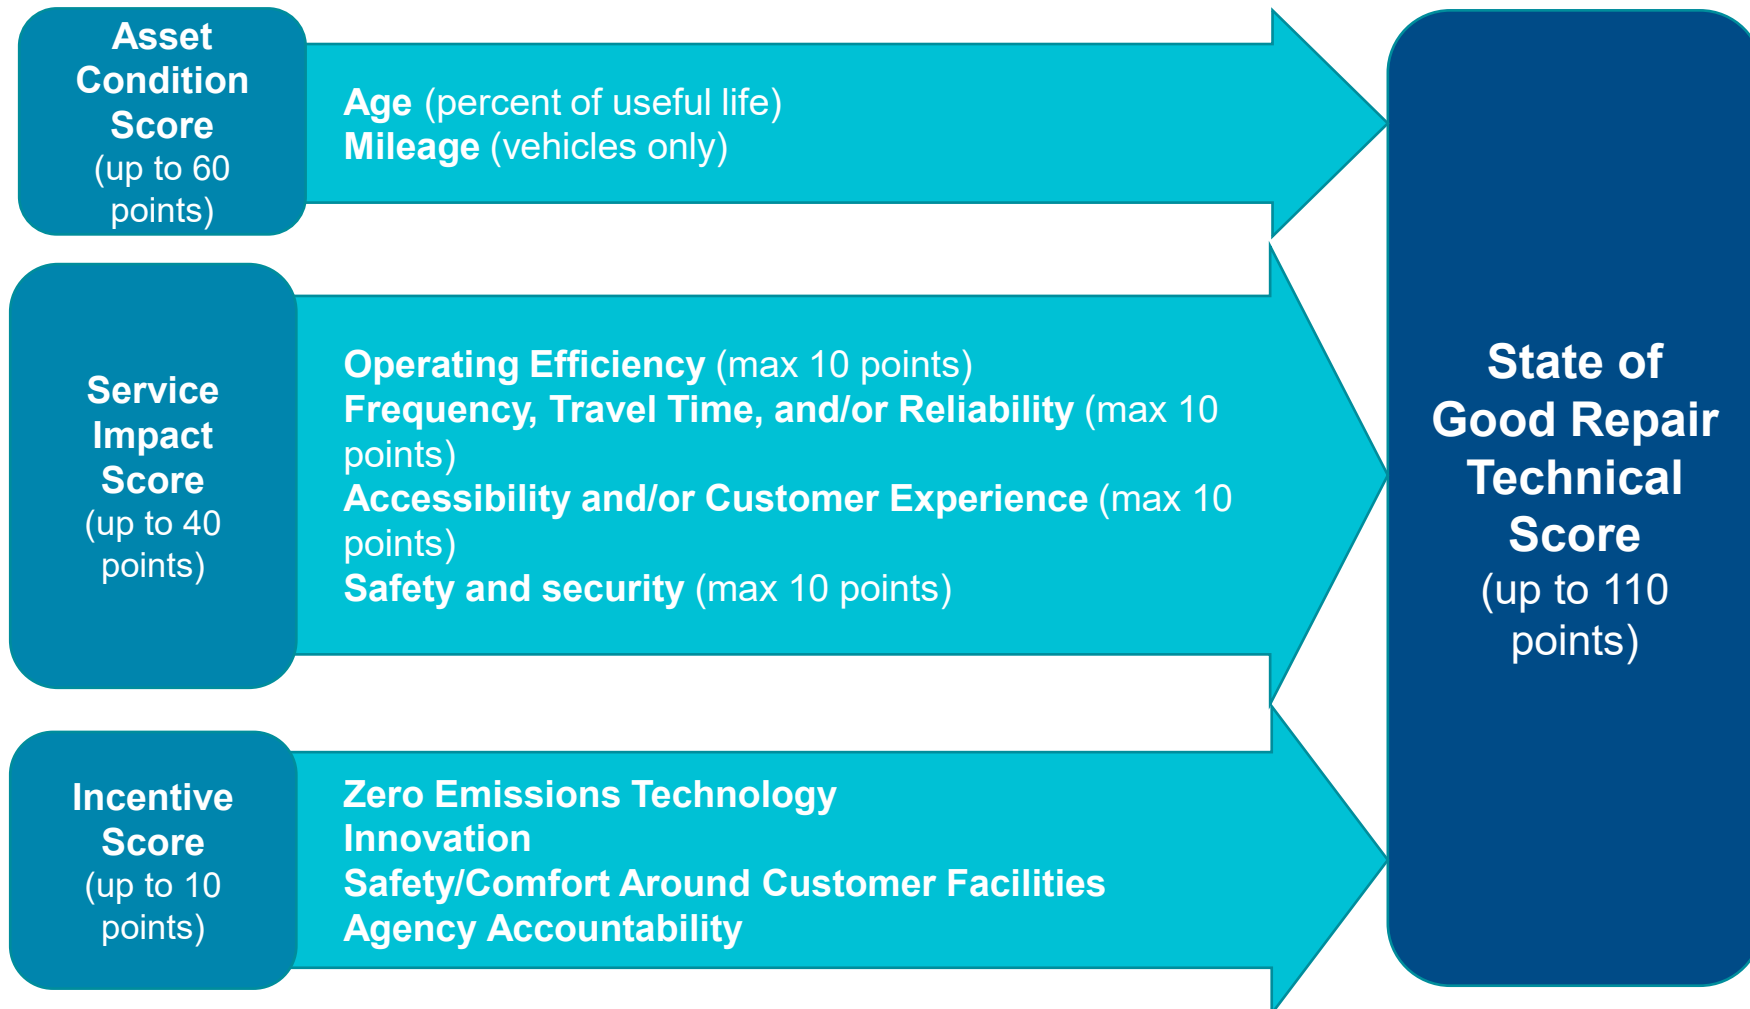 Asset
Condition
Score
(up to 60
points)
Age (percent of useful life)
Mileage (vehicles only)
Service
Impact
Score
(up to 40
points)
Operating Efficiency (max 10 points)
Frequency, Travel Time, and/or Reliability (max 10
points)
Accessibility and/or Customer Experience (max 10
points)
Safety and security (max 10 points)
Incentive
Score
(up to 10
points)
Zero Emissions Technology
Innovation
Safety/Comfort Around Customer Facilities
Agency Accountability
State of
Good Repair
Technical
Score
(up to 110
points)